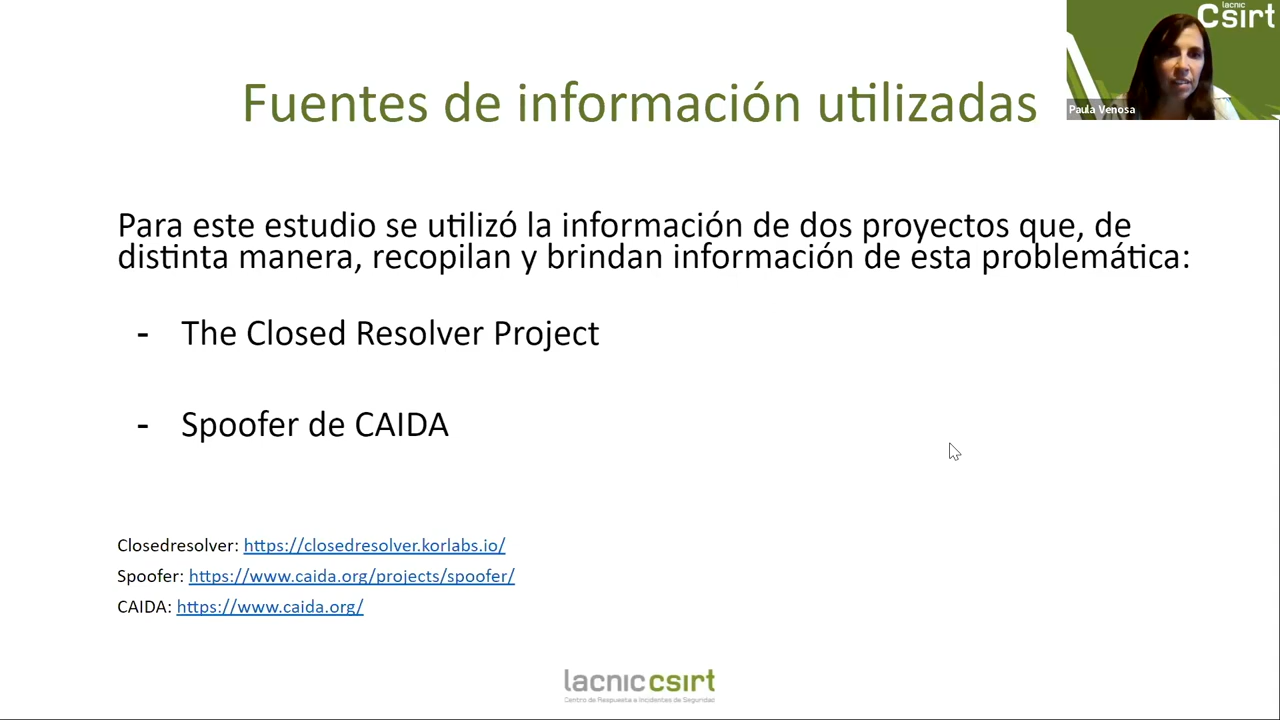 lacnic
Csirt
Paula Venosa
Fuentes de información utilizadas
Para este estudio se utilizó la información de dos proyectos que, de
distinta manera, recopilan y brindan información de esta problemática:
- The Closed Resolver Project
- Spoofer de CAIDA
Closedresolver: https://closedresolver.korlabs.io/
Spoofer: https://www.caida.org/projects/spoofer/
CAIDA: https://www.caida.org/
lacnic csirt
Centro de Respuesta a Incidentes de Seguridad